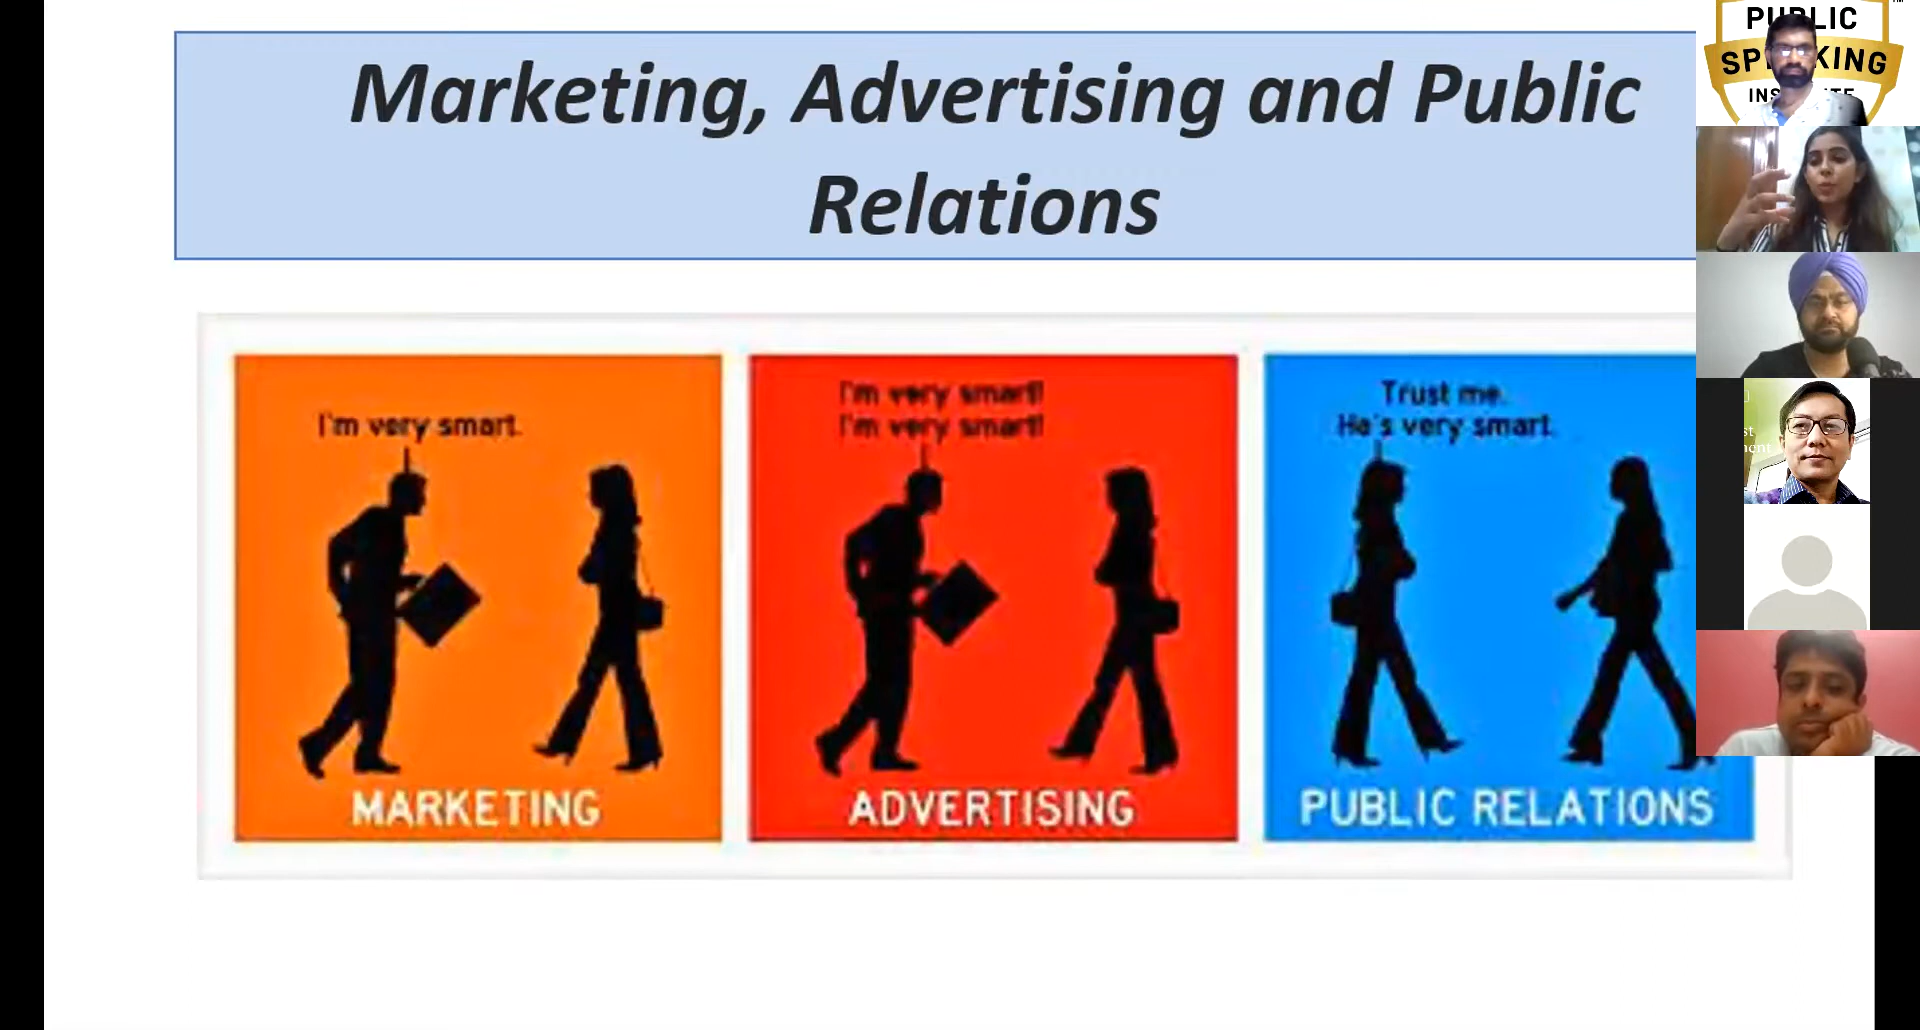 Marketing, Advertising and Public
Relations
I'm very smart.
MARKETING
I'm very smart!
I'm very smart!
ADVERTISING
Trust me.
He's very smart.
PUBLIC RELATIONS
PUBLIC